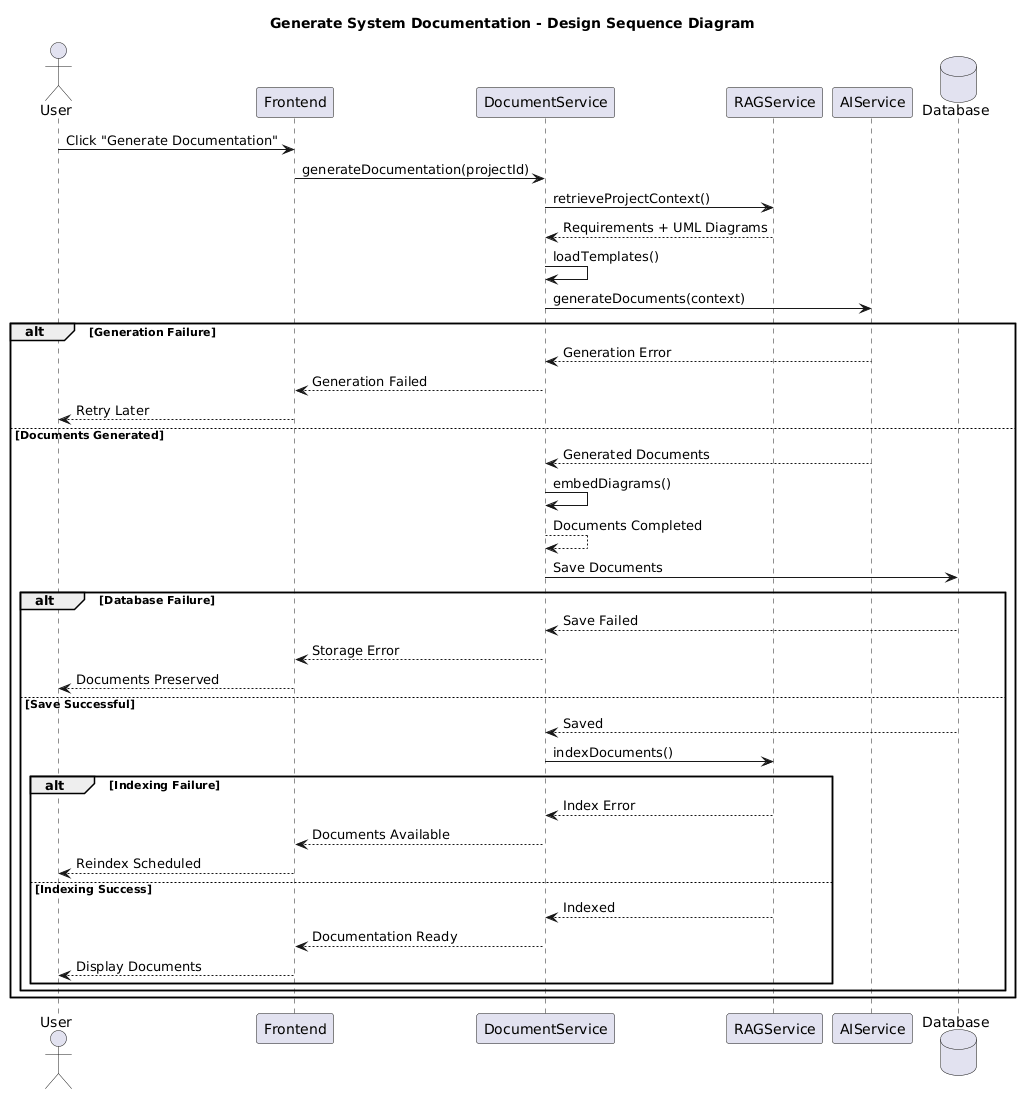 Generate System Documentation - Design Sequence Diagram
User
Frontend
DocumentService
RAGService
AIService
Database
Click "Generate Documentation"
generateDocumentation(projectId)
retrieveProjectContext()
Requirements + UML Diagrams
loadTemplates()
generateDocuments(context)
alt [Generation Failure]
Generation Error
Generation Failed
Retry Later
[Documents Generated]
Generated Documents
embedDiagrams()
Documents Completed
Save Documents
alt [Database Failure]
Save Failed
Storage Error
Documents Preserved
[Save Successful]
Saved
indexDocuments()
alt [Indexing Failure]
Index Error
Documents Available
Reindex Scheduled
[Indexing Success]
Indexed
Documentation Ready
Display Documents
User
Frontend
DocumentService
RAGService
AIService
Database